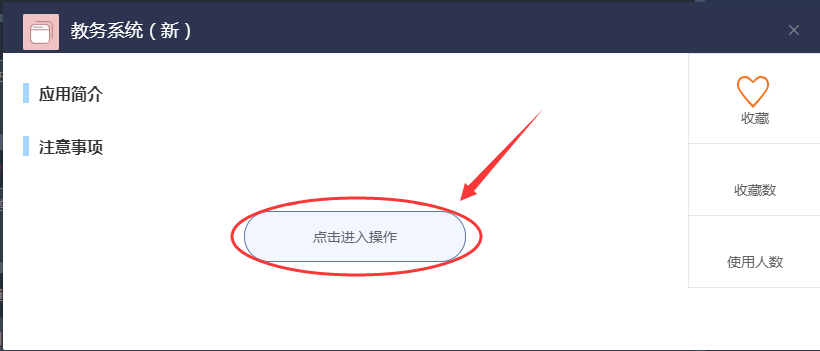 教务系统（新）
应用简介
注意事项
点击进入操作
收藏
收藏数
使用人数